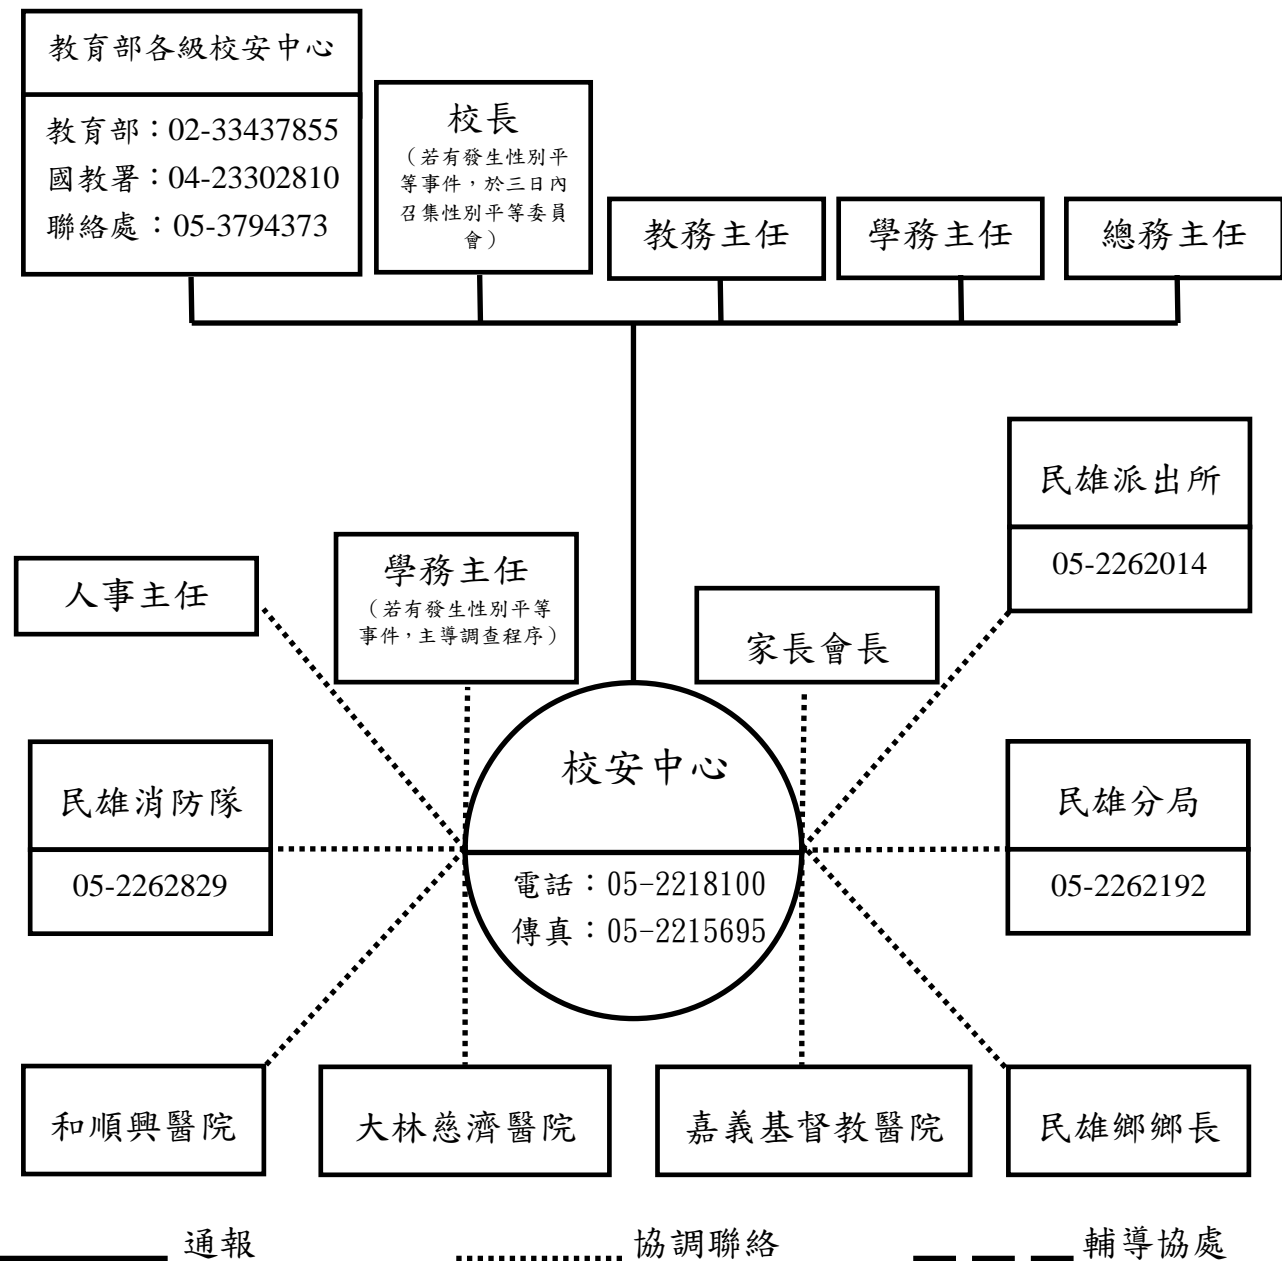 教育部各級校安中心
教育部：02-33437855
國教署：04-23302810
聯絡處：05-3794373
校長
（若有發生性別平
等事件，於三日內
召集性別平等委員
會）
教務主任
學務主任
總務主任
民雄派出所
05-2262014
人事主任
學務主任
（若有發生性別平等
事件，主導調查程序）
家長會長
民雄消防隊
05-2262829
校安中心
電話：05-2218100
傳真：05-2215695
民雄分局
05-2262192
和順興醫院
大林慈濟醫院
嘉義基督教醫院
民雄鄉鄉長
通報
協調聯絡
輔導協處